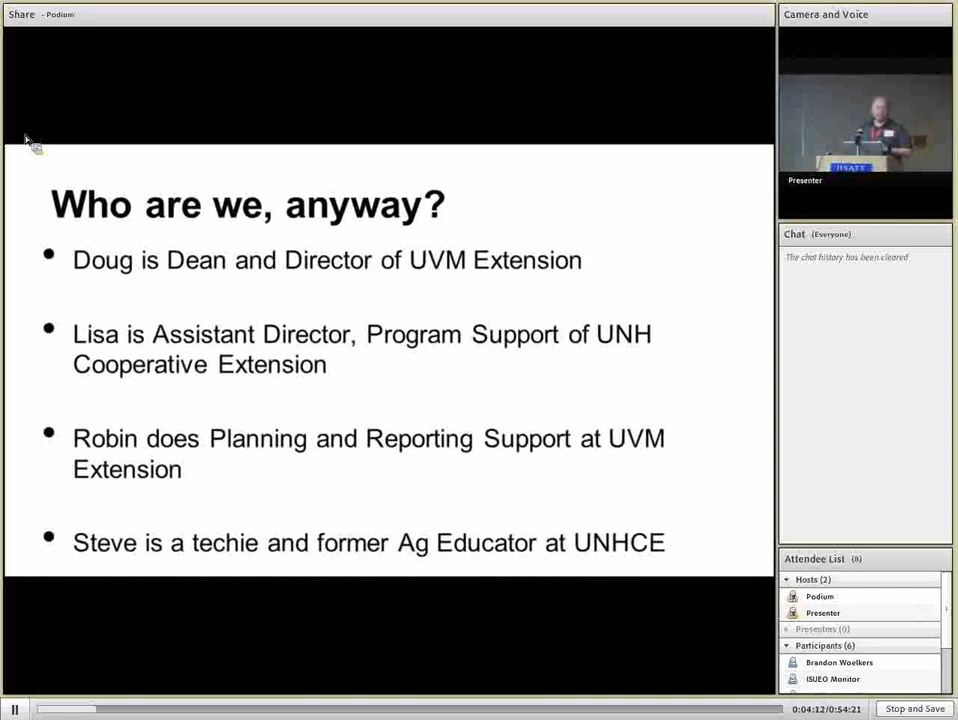 Share - Podium
Who are we, anyway?
• Doug is Dean and Director of UVM Extension
• Lisa is Assistant Director, Program Support of UNH
Cooperative Extension
• Robin does Planning and Reporting Support at UVM
Extension
• Steve is a techie and former Ag Educator at UNHCE
Camera and Voice
HYATT
Presenter
Chat (Everyone)
The chat history has been cleared
Attendee List (8)
Hosts (2)
Podium
Presenter
Presenters (0)
Participants (6)
Brandon Woelkers
ISUEO Monitor
0:04:12/0:54:21
Stop and Save